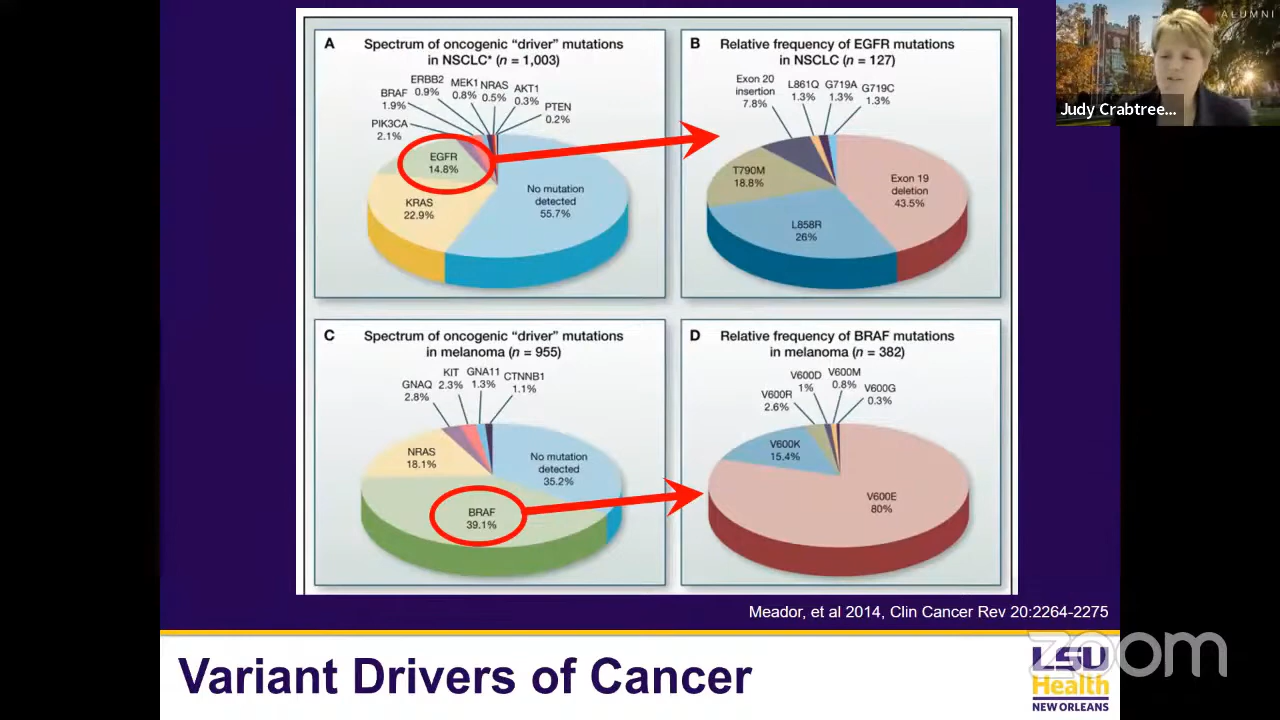 ALUMNI
Judy Crabtree...
A
Spectrum of oncogenic “driver” mutations
in NSCLC* (n = 1,003)
ERBB2
0.9%
MEK1
0.8%
NRAS
0.5%
AKT1
0.3%
BRAF
1.9%
PTEN
0.2%
PIK3CA
2.1%
EGFR
14.8%
KRAS
22.9%
No mutation
detected
55.7%
B
Relative frequency of EGFR mutations
in NSCLC (n = 127)
Exon 20
insertion
7.8%
L861Q
1.3%
G719A
1.3%
G719C
1.3%
T790M
18.8%
Exon 19
deletion
43.5%
L858R
26%
C
Spectrum of oncogenic “driver” mutations
in melanoma (n = 955)
GNAQ
2.8%
KIT
2.3%
GNA11
1.3%
CTNNB1
1.1%
NRAS
18.1%
No mutation
detected
35.2%
BRAF
39.1%
D
Relative frequency of BRAF mutations
in melanoma (n = 382)
V600R
2.6%
V600D
1%
V600M
0.8%
V600G
0.3%
V600K
15.4%
V600E
80%
Meador, et al 2014, Clin Cancer Rev 20:2264-2275
Variant Drivers of Cancer
LSU
Health
NEW ORLEANS
zoom